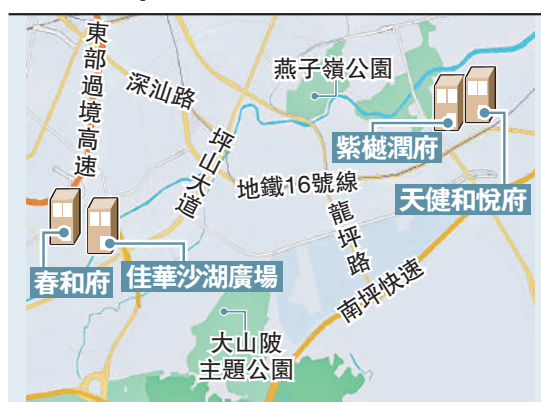 東部過境高速
深汕路
燕子嶺公園
坪山大道
紫樾潤府
地鐵16號線
天健和悅府
龍坪路
春和府
佳華沙湖廣場
南坪快速
大山陂
主題公園